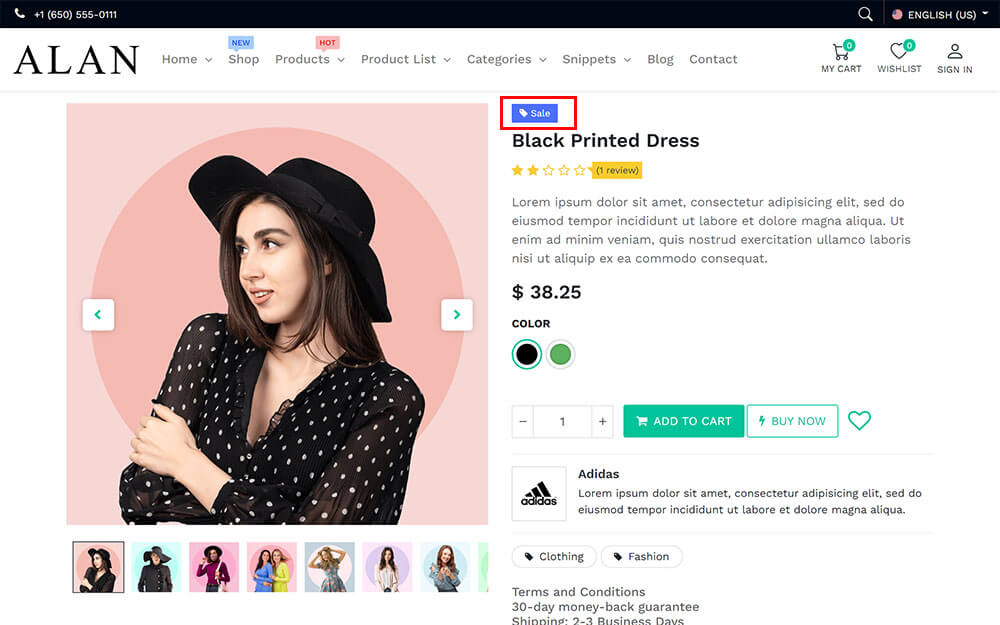 +1 (650) 555-0111
ENGLISH (US)
ALAN
Home
NEW
Shop
HOT
Products
Product List
Categories
Snippets
Blog
Contact
0
MY CART
0
WISHLIST
SIGN IN
Sale
Black Printed Dress
(1 review)
Lorem ipsum dolor sit amet, consectetur adipisicing elit, sed do
eiusmod tempor incididunt ut labore et dolore magna aliqua. Ut
enim ad minim veniam, quis nostrud exercitation ullamco laboris
nisi ut aliquip ex ea commodo consequat.
$ 38.25
COLOR
− 1 +
ADD TO CART
BUY NOW
adidas
Adidas
Lorem ipsum dolor sit amet, consectetur adipisicing elit, sed do
eiusmod tempor incididunt ut labore et dolore magna aliqua.
Clothing
Fashion
Terms and Conditions
30-day money-back guarantee
Shipping: 2-3 Business Days